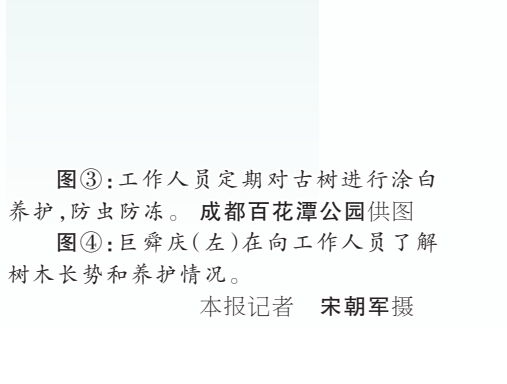 图③:工作人员定期对古树进行涂白
养护,防虫防冻。 成都百花潭公园供图
图④:巨舜庆(左)在向工作人员了解
树木长势和养护情况。
本报记者 宋朝军摄